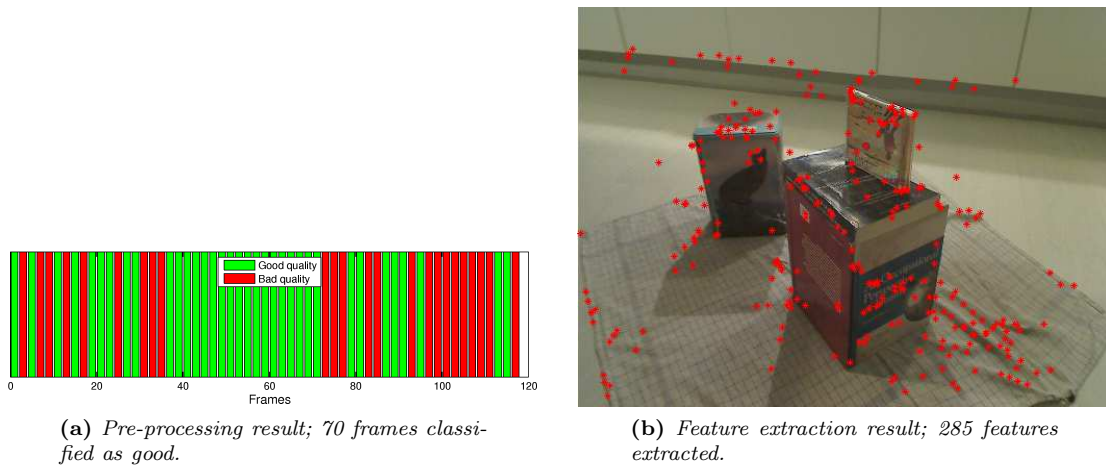 Good quality
Bad quality
0 20 40 60 80 100 120
Frames
(a) Pre-processing result; 70 frames classi-
fied as good.
(b) Feature extraction result; 285 features
extracted.